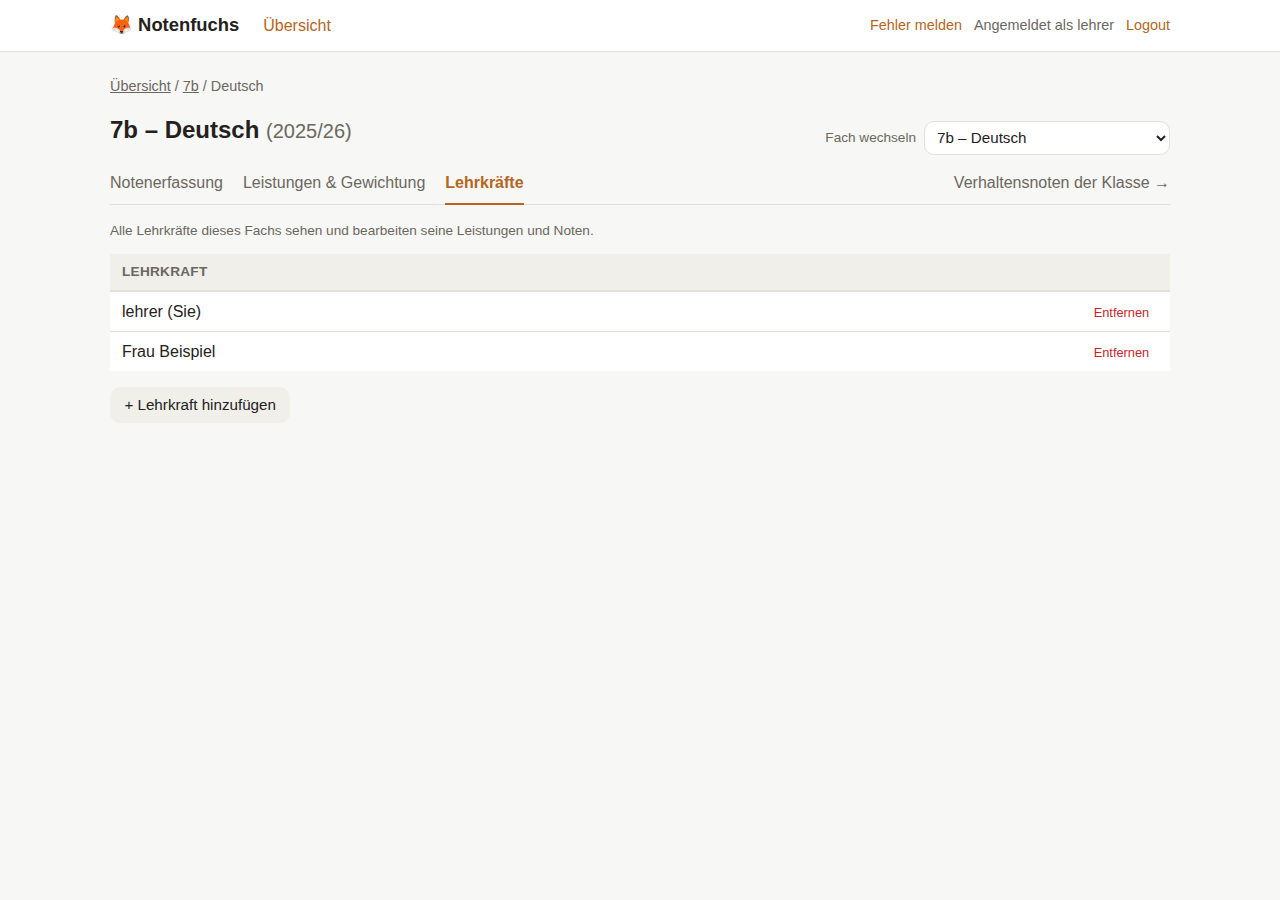 🦊 Notenfuchs Übersicht Fehler melden Angemeldet als lehrer Logout
Übersicht / 7b / Deutsch
7b – Deutsch (2025/26) Fach wechseln 7b – Deutsch
Notenerfassung Leistungen & Gewichtung Lehrkräfte Verhaltensnoten der Klasse →
Alle Lehrkräfte dieses Fachs sehen und bearbeiten seine Leistungen und Noten.
LEHRKRAFT
lehrer (Sie) Entfernen
Frau Beispiel Entfernen
+ Lehrkraft hinzufügen